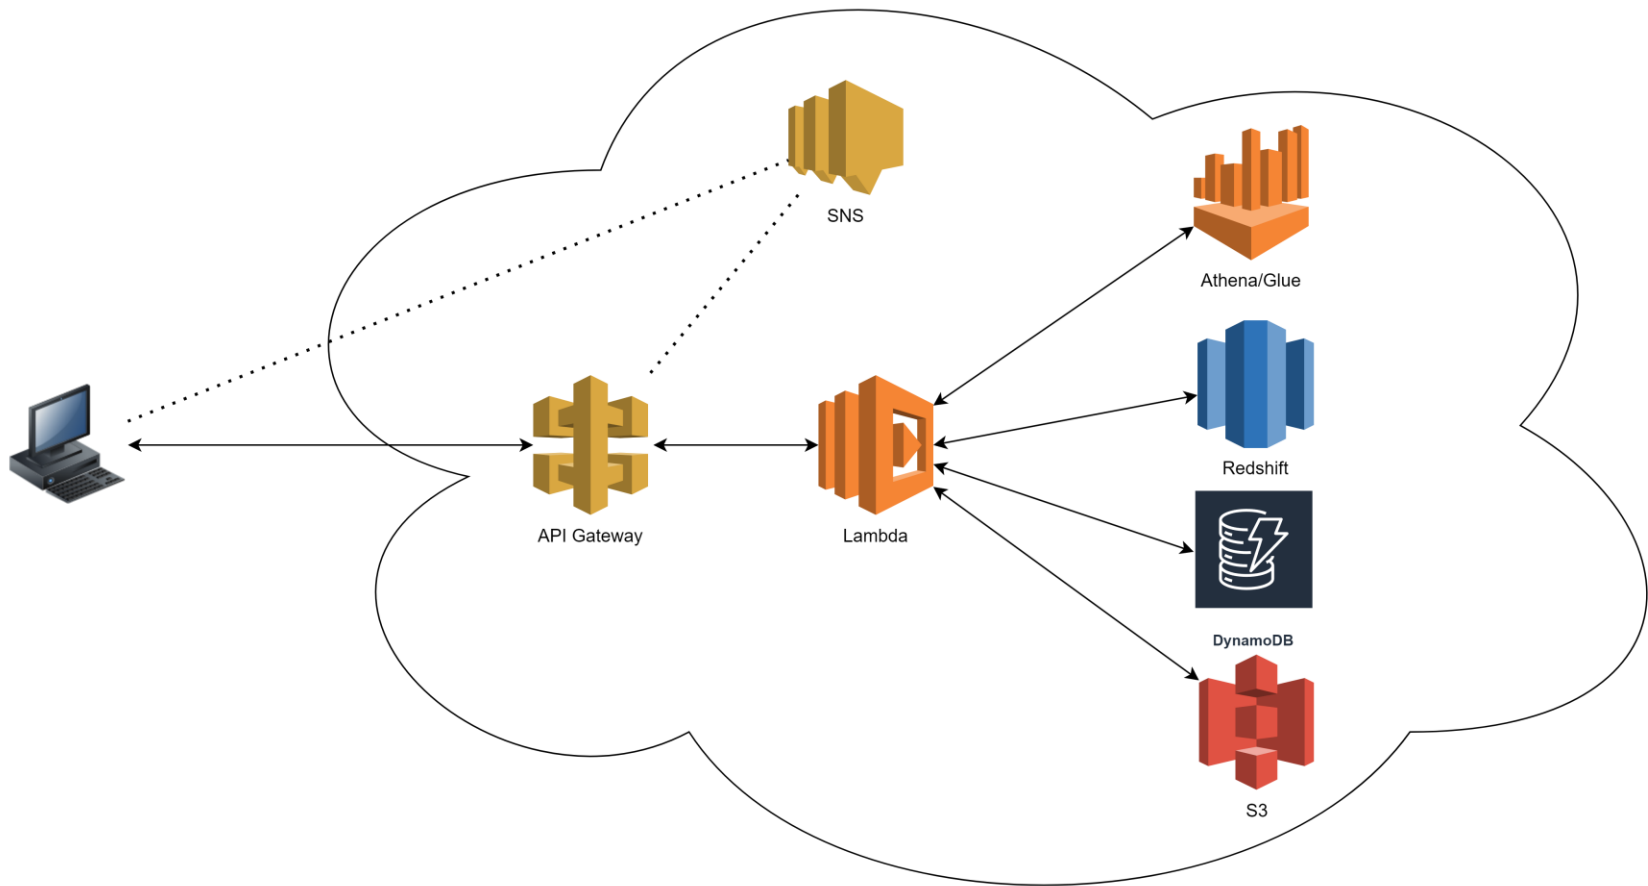 SNS
Athena/Glue
Redshift
API Gateway
Lambda
DynamoDB
S3